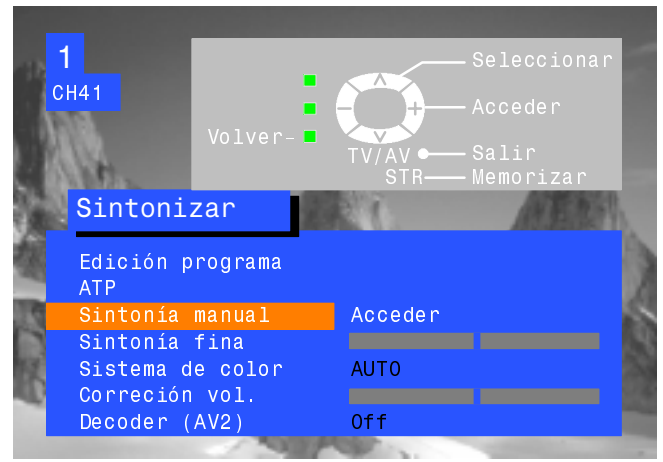 1
CH41
Seleccionar
Acceder
Volver
TV/AV Salir
STR Memorizar
Sintonizar
Edición programa
ATP
Sintonía manual Acceder
Sintonía fina
Sistema de color AUTO
Correción vol.
Decoder (AV2) Off